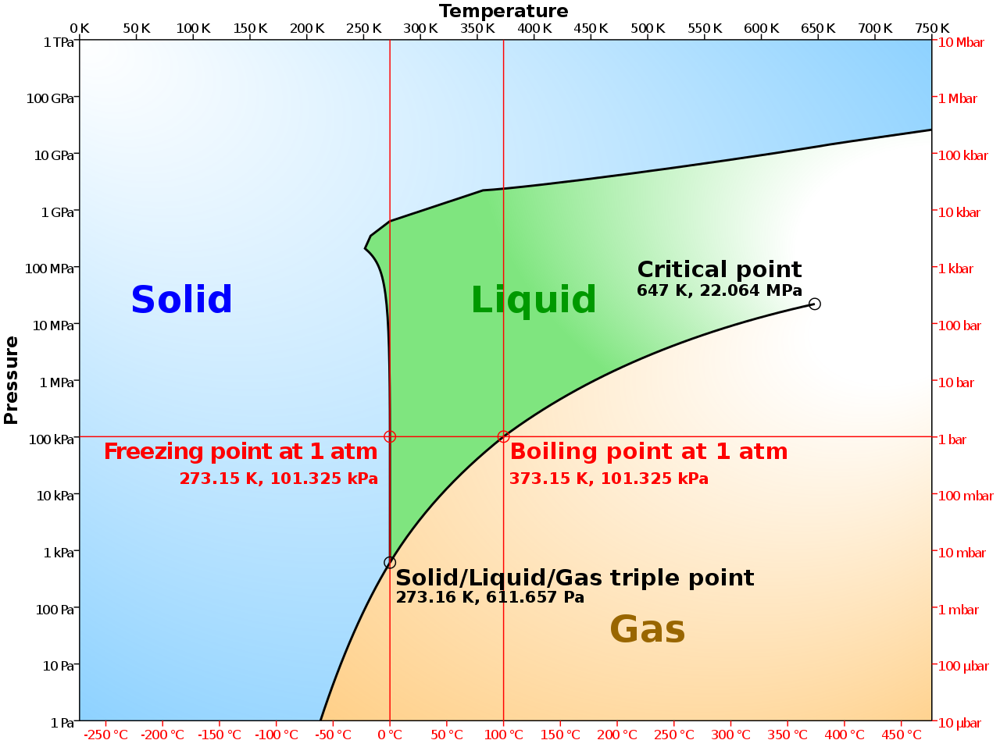 Temperature
0 K 50 K 100 K 150 K 200 K 250 K 300 K 350 K 400 K 450 K 500 K 550 K 600 K 650 K 700 K 750 K
1 TPa 10 Mbar
100 GPa 1 Mbar
10 GPa 100 kbar
1 GPa 10 kbar
100 MPa 1 kbar
Critical point
647 K, 22.064 MPa
Solid Liquid
10 MPa 100 bar
Pressure
1 MPa 10 bar
100 kPa 1 bar
Freezing point at 1 atm Boiling point at 1 atm
273.15 K, 101.325 kPa 373.15 K, 101.325 kPa
10 kPa 100 mbar
1 kPa 10 mbar
Solid/Liquid/Gas triple point
273.16 K, 611.657 Pa
100 Pa 1 mbar
Gas
10 Pa 100 µbar
1 Pa 10 µbar
-250 °C -200 °C -150 °C -100 °C -50 °C 0 °C 50 °C 100 °C 150 °C 200 °C 250 °C 300 °C 350 °C 400 °C 450 °C